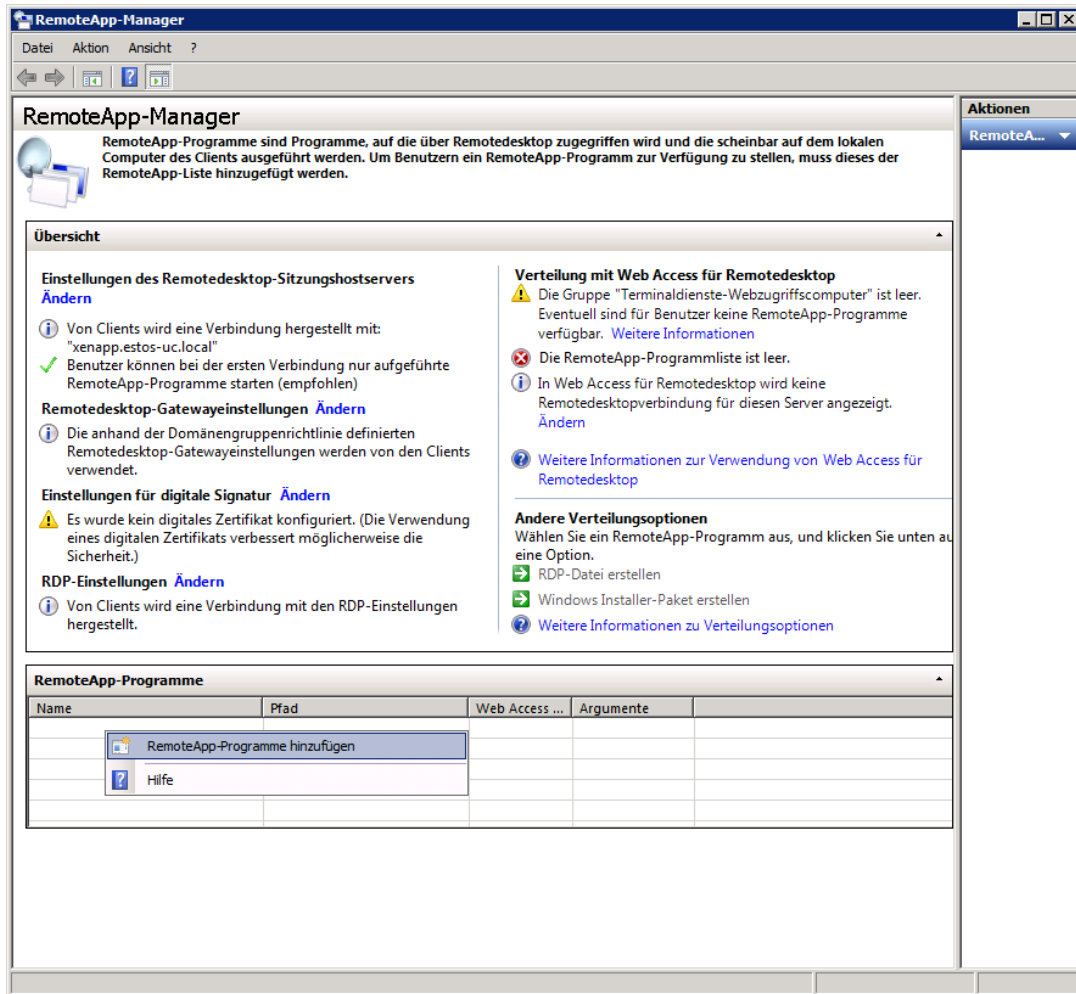 RemoteApp-Manager
Datei Aktion Ansicht ?
RemoteApp-Manager
RemoteApp-Programme sind Programme, auf die über Remotedesktop zugegriffen wird und die scheinbar auf dem lokalen
Computer des Clients ausgeführt werden. Um Benutzern ein RemoteApp-Programm zur Verfügung zu stellen, muss dieses der
RemoteApp-Liste hinzugefügt werden.
Übersicht
Einstellungen des Remotedesktop-Sitzungshostservers
Ändern
Von Clients wird eine Verbindung hergestellt mit:
"xenapp.estos-uc.local"
Benutzer können bei der ersten Verbindung nur aufgeführte
RemoteApp-Programme starten (empfohlen)
Remotedesktop-Gatewayeinstellungen Ändern
Die anhand der Domänengruppenrichtlinie definierten
Remotedesktop-Gatewayeinstellungen werden von den Clients
verwendet.
Einstellungen für digitale Signatur Ändern
Es wurde kein digitales Zertifikat konfiguriert. (Die Verwendung
eines digitalen Zertifikats verbessert möglicherweise die
Sicherheit.)
RDP-Einstellungen Ändern
Von Clients wird eine Verbindung mit den RDP-Einstellungen
hergestellt.
Verteilung mit Web Access für Remotedesktop
Die Gruppe "Terminaldienste-Webzugriffscomputer" ist leer.
Eventuell sind für Benutzer keine RemoteApp-Programme
verfügbar. Weitere Informationen
Die RemoteApp-Programmliste ist leer.
In Web Access für Remotedesktop wird keine
Remotedesktopverbindung für diesen Server angezeigt.
Ändern
Weitere Informationen zur Verwendung von Web Access für
Remotedesktop
Andere Verteilungsoptionen
Wählen Sie ein RemoteApp-Programm aus, und klicken Sie unten au
eine Option.
RDP-Datei erstellen
Windows Installer-Paket erstellen
Weitere Informationen zu Verteilungsoptionen
RemoteApp-Programme
Name Pfad Web Access ... Argumente
RemoteApp-Programme hinzufügen
Hilfe
Aktionen
RemoteA...